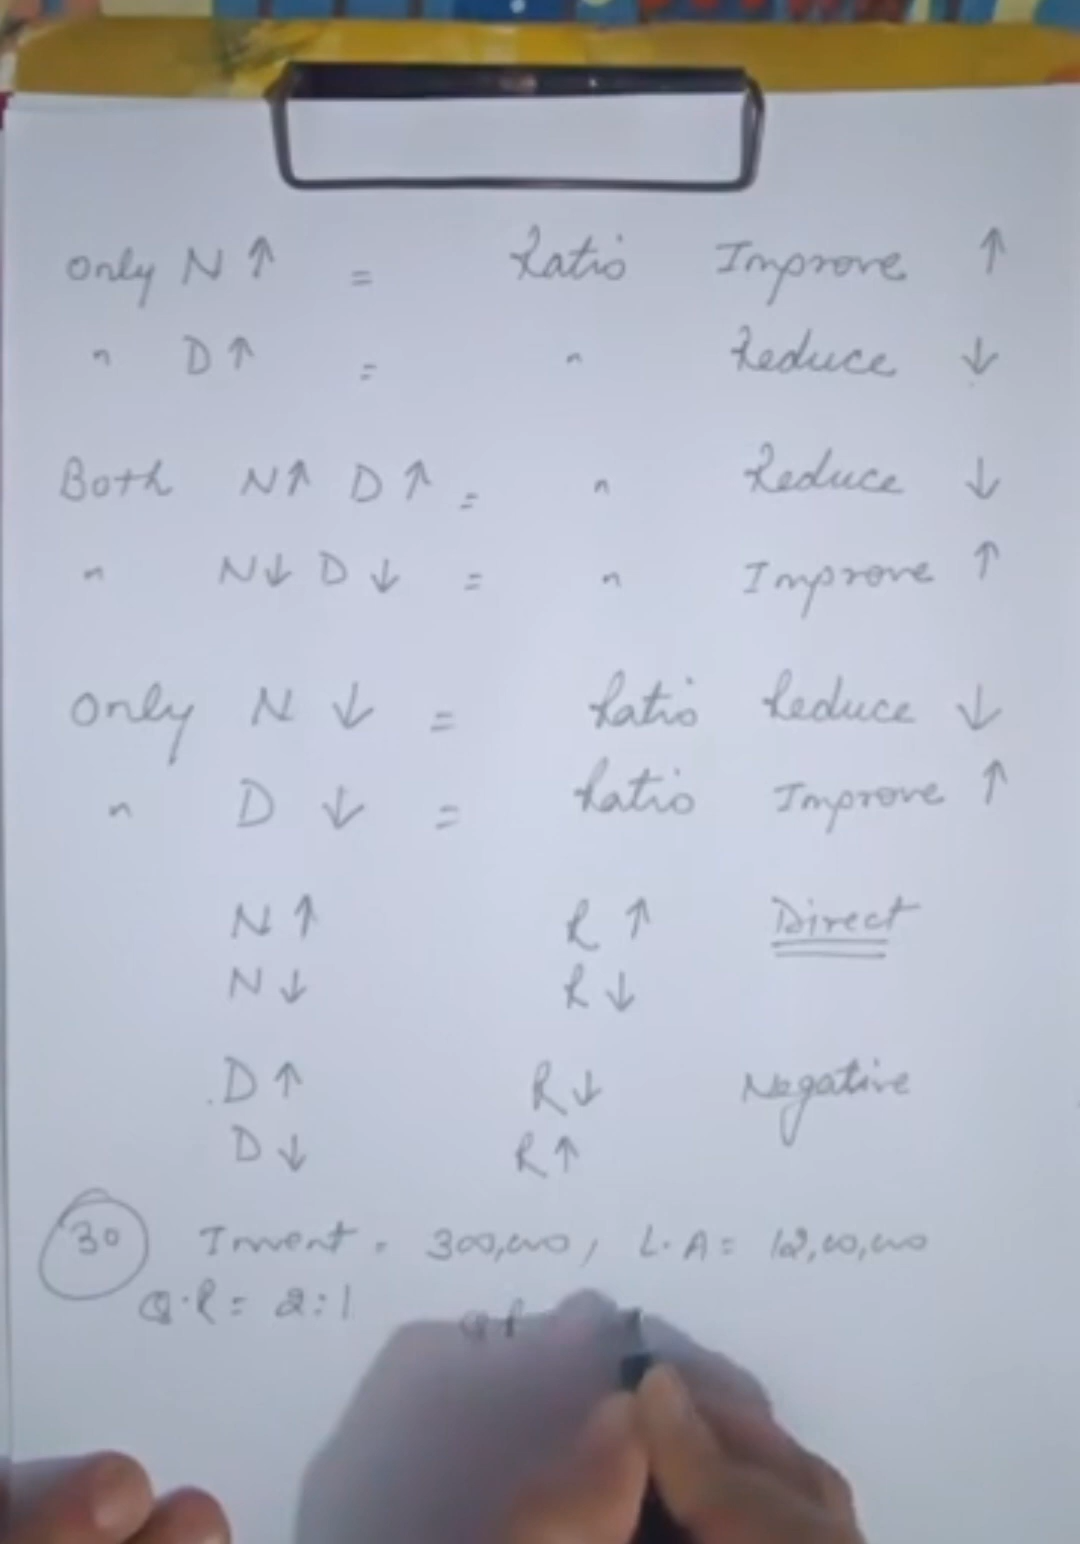 Only N ↑ = Ratio Improve ↑
" D ↑ = " Reduce ↓
Both N↑ D ↑ = " Reduce ↓
" N↓ D ↓ = " Improve ↑
Only N ↓ = Ratio Reduce ↓
" D ↓ = Ratio Improve ↑
N ↑ R ↑ Direct
N ↓ R ↓
D ↑ R ↓ Negative
D ↓ R ↑
30 Invent. = 300,000, L.A = 12,00,000
Q.R = 2:1 QR